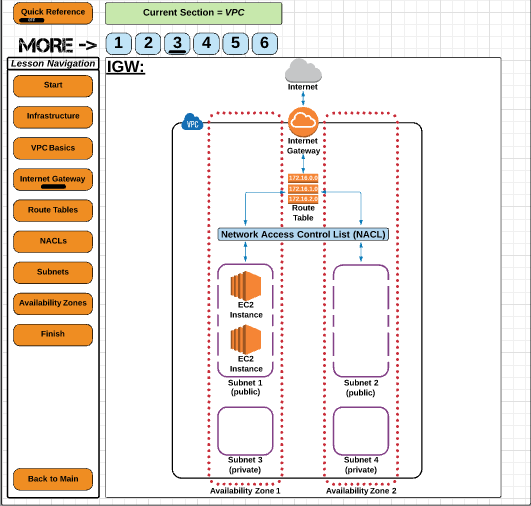 Quick Reference
OFF
Current Section = VPC
MORE ->
1 2 3 4 5 6
Lesson Navigation
Start
Infrastructure
VPC Basics
Internet Gateway
Route Tables
NACLs
Subnets
Availability Zones
Finish
Back to Main
IGW:
Internet
VPC
Internet
Gateway
172.16.0.0
172.16.1.0
172.16.2.0
Route
Table
Network Access Control List (NACL)
EC2
Instance
EC2
Instance
Subnet 1
(public)
Subnet 2
(public)
Subnet 3
(private)
Subnet 4
(private)
Availability Zone 1
Availability Zone 2